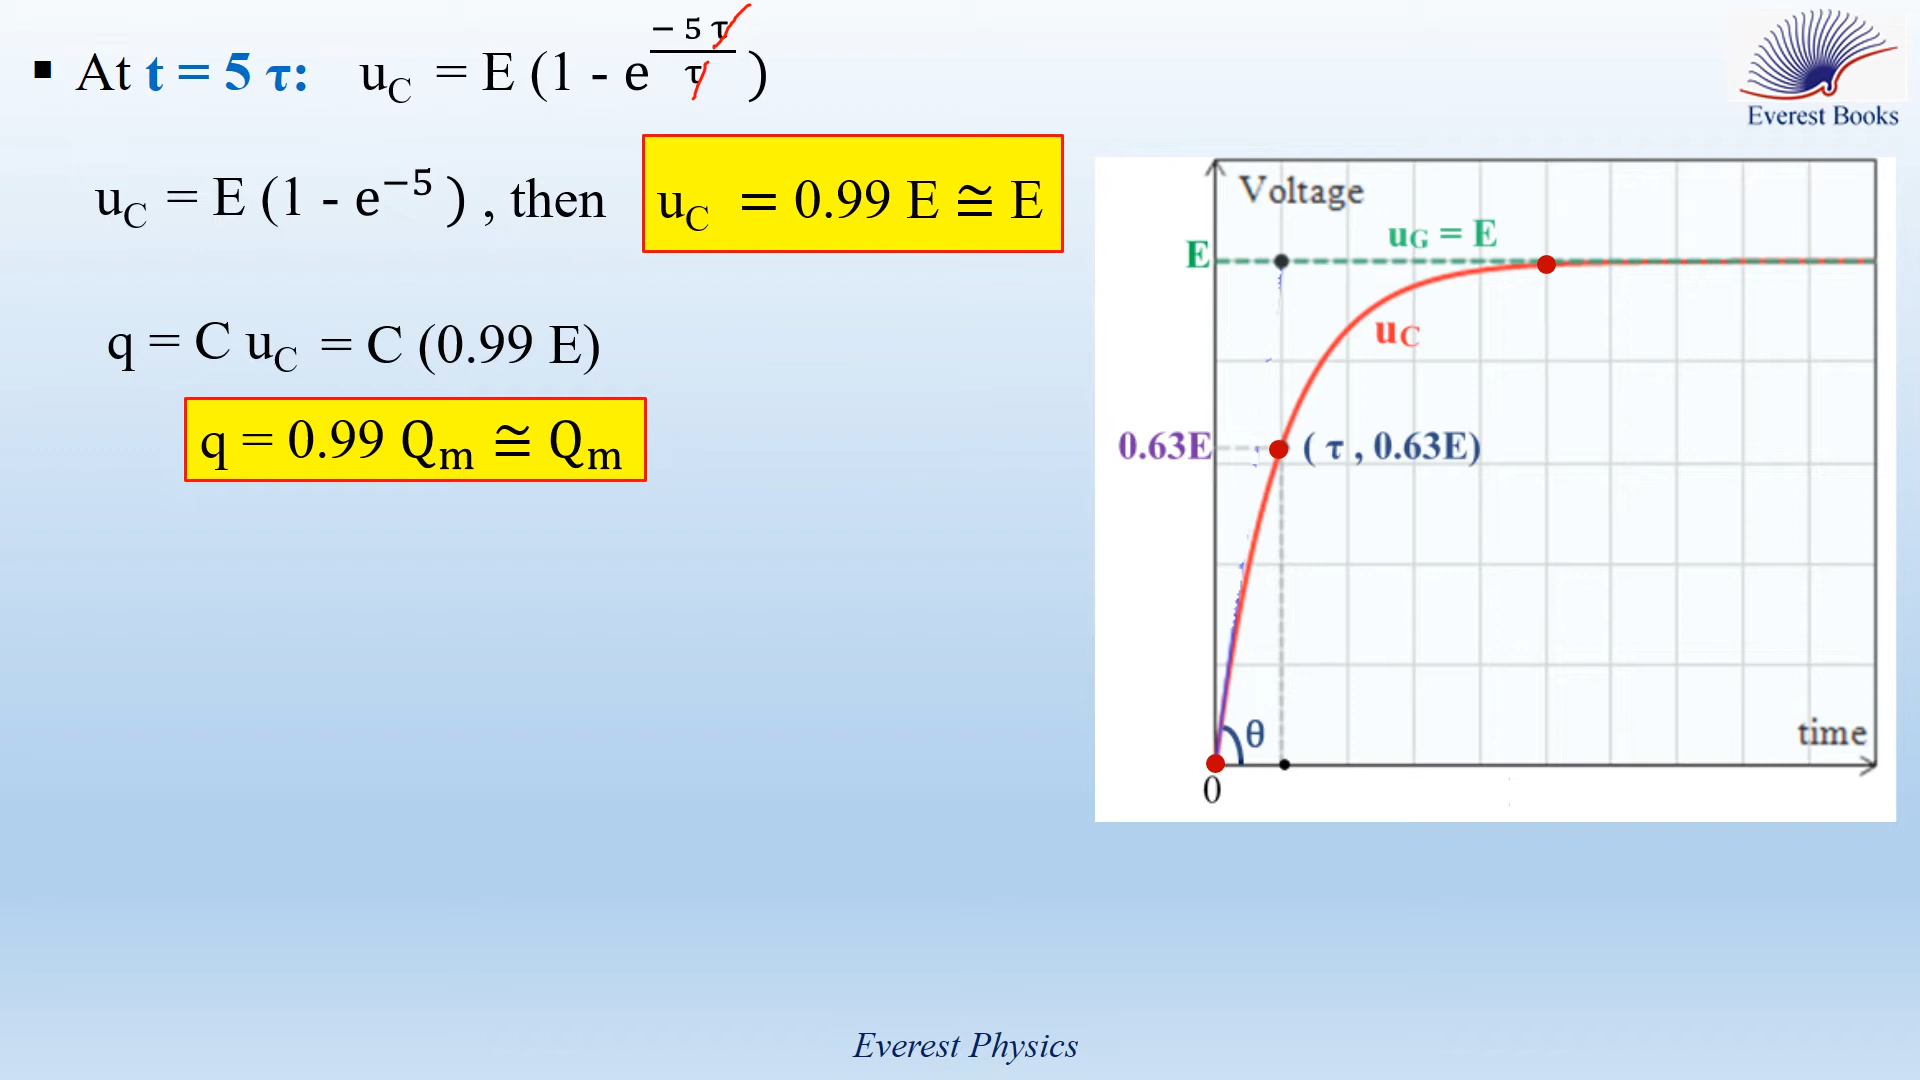 ▪ At t = 5 τ: u_C = E (1 - e^(− 5 τ / τ))
u_C = E (1 - e^−5) , then u_C = 0.99 E ≅ E
q = C u_C = C (0.99 E)
q = 0.99 Q_m ≅ Q_m
Everest Books
Voltage
u_G = E
E
u_C
0.63E
( τ , 0.63E)
θ
time
0
Everest Physics